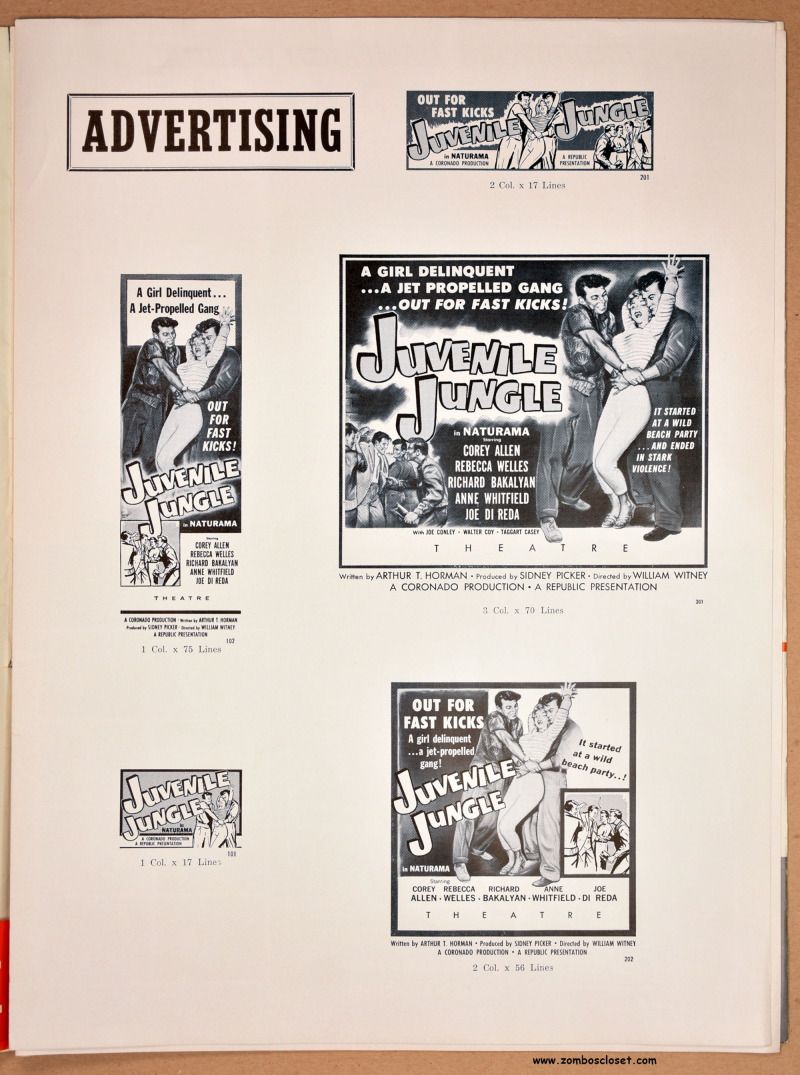 ADVERTISING
OUT FOR
FAST KICKS
JUVENILE JUNGLE
in NATURAMA
A CORONADO PRODUCTION
A REPUBLIC
PRESENTATION
201
2 Col. x 17 Lines
A Girl Delinquent...
A Jet-Propelled Gang
OUT
FOR
FAST
KICKS!
JUVENILE
JUNGLE
in NATURAMA
Starring
COREY ALLEN
REBECCA WELLES
RICHARD BAKALYAN
ANNE WHITFIELD
JOE DI REDA
THEATRE
A CORONADO PRODUCTION • Written by ARTHUR T. HORMAN
Produced by SIDNEY PICKER • Directed by WILLIAM WITNEY
A REPUBLIC PRESENTATION
102
1 Col. x 75 Lines
A GIRL DELINQUENT
...A JET PROPELLED GANG
...OUT FOR FAST KICKS!
JUVENILE
JUNGLE
in NATURAMA
Starring
COREY ALLEN
REBECCA WELLES
RICHARD BAKALYAN
ANNE WHITFIELD
JOE DI REDA
IT STARTED
AT A WILD
BEACH PARTY
...AND ENDED
IN STARK
VIOLENCE!
With JOE CONLEY • WALTER COY • TAGGART CASEY
THEATRE
Written by ARTHUR T. HORMAN • Produced by SIDNEY PICKER • Directed by WILLIAM WITNEY
A CORONADO PRODUCTION • A REPUBLIC PRESENTATION
301
3 Col. x 70 Lines
JUVENILE
JUNGLE
in NATURAMA
A CORONADO PRODUCTION
A REPUBLIC PRESENTATION
101
1 Col. x 17 Lines
OUT FOR
FAST KICKS
A girl delinquent
...a jet-propelled
gang!
It started
at a wild
beach party..!
JUVENILE
JUNGLE
in NATURAMA
Starring
COREY REBECCA RICHARD ANNE JOE
ALLEN • WELLES • BAKALYAN • WHITFIELD • DI REDA
THEATRE
Written by ARTHUR T. HORMAN • Produced by SIDNEY PICKER • Directed by WILLIAM WITNEY
A CORONADO PRODUCTION • A REPUBLIC PRESENTATION
202
2 Col. x 56 Lines
www.zomboscloset.com